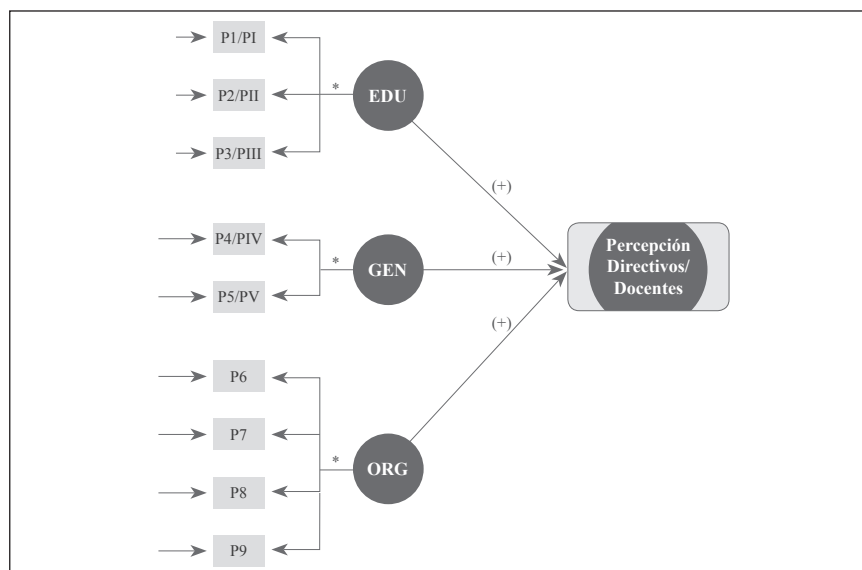 P1/PI
P2/PII
P3/PIII
*
EDU
(+)
P4/PIV
P5/PV
*
GEN
(+)
Percepción
Directivos/
Docentes
(+)
P6
P7
P8
P9
*
ORG